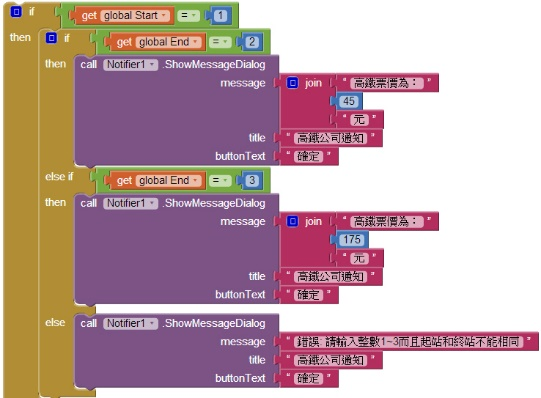 if get global Start = 1
then if get global End = 2
then call Notifier1 .ShowMessageDialog
message join " 高鐵票價為： "
45
" 元 "
title " 高鐵公司通知 "
buttonText " 確定 "
else if get global End = 3
then call Notifier1 .ShowMessageDialog
message join " 高鐵票價為： "
175
" 元 "
title " 高鐵公司通知 "
buttonText " 確定 "
else call Notifier1 .ShowMessageDialog
message " 錯誤:請輸入整數1~3而且起站和終站不能相同 "
title " 高鐵公司通知 "
buttonText " 確定 "